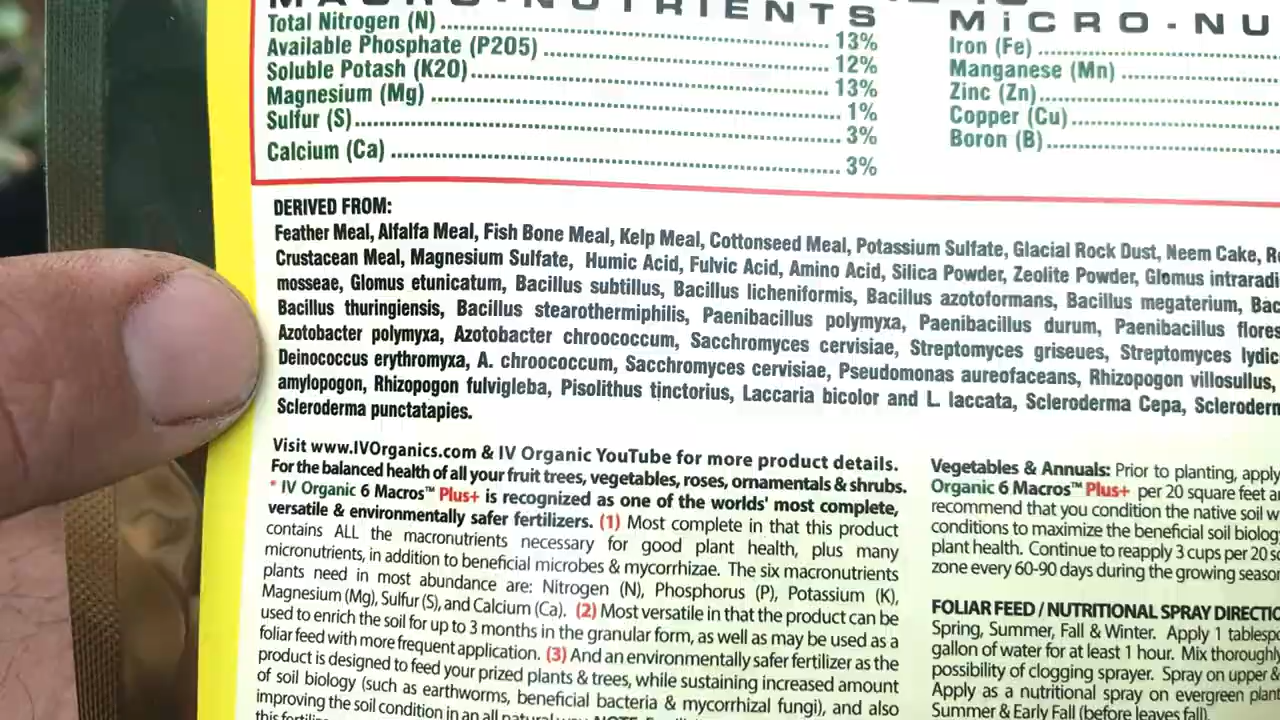 MACRO-NUTRIENTS
Total Nitrogen (N) 13%
Available Phosphate (P205) 12%
Soluble Potash (K20) 13%
Magnesium (Mg) 1%
Sulfur (S) 3%
Calcium (Ca) 3%
MiCRO-NU
Iron (Fe)
Manganese (Mn)
Zinc (Zn)
Copper (Cu)
Boron (B)
DERIVED FROM:
Feather Meal, Alfalfa Meal, Fish Bone Meal, Kelp Meal, Cottonseed Meal, Potassium Sulfate, Glacial Rock Dust, Neem Cake,
Crustacean Meal, Magnesium Sulfate, Humic Acid, Fulvic Acid, Amino Acid, Silica Powder, Zeolite Powder, Glomus intraradi
mosseae, Glomus etunicatum, Bacillus subtillus, Bacillus licheniformis, Bacillus azotoformans, Bacillus megaterium, Bac
Bacillus thuringiensis, Bacillus stearothermiphilis, Paenibacillus polymyxa, Paenibacillus durum, Paenibacillus flores
Azotobacter polymyxa, Azotobacter chroococcum, Sacchromyces cervisiae, Streptomyces griseues, Streptomyces lydic
Deinococcus erythromyxa, A. chroococcum, Sacchromyces cervisiae, Pseudomonas aureofaceans, Rhizopogon villosullus,
amylopogon, Rhizopogon fulvigleba, Pisolithus tinctorius, Laccaria bicolor and L. laccata, Scleroderma Cepa, Scleroderm
Scleroderma punctatapies.
Visit www.IVOrganics.com & IV Organic YouTube for more product details.
For the balanced health of all your fruit trees, vegetables, roses, ornamentals & shrubs.
* IV Organic 6 Macros™ Plus+ is recognized as one of the worlds' most complete,
versatile & environmentally safer fertilizers. (1) Most complete in that this product
contains ALL the macronutrients necessary for good plant health, plus many
micronutrients, in addition to beneficial microbes & mycorrhizae. The six macronutrients
plants need in most abundance are: Nitrogen (N), Phosphorus (P), Potassium (K),
Magnesium (Mg), Sulfur (S), and Calcium (Ca). (2) Most versatile in that the product can be
used to enrich the soil for up to 3 months in the granular form, as well as may be used as a
foliar feed with more frequent application. (3) And an environmentally safer fertilizer as the
product is designed to feed your prized plants & trees, while sustaining increased amount
of soil biology (such as earthworms, beneficial bacteria & mycorrhizal fungi), and also
improving the soil condition in an all natural way.
Vegetables & Annuals: Prior to planting, apply
Organic 6 Macros™ Plus+ per 20 square feet
recommend that you condition the native soil w
conditions to maximize the beneficial soil biolog
plant health. Continue to reapply 3 cups per 20
zone every 60-90 days during the growing season
FOLIAR FEED / NUTRITIONAL SPRAY DIRECTIO
Spring, Summer, Fall & Winter. Apply 1 tablesp
gallon of water for at least 1 hour. Mix thoroughl
possibility of clogging sprayer. Spray on upper &
Apply as a nutritional spray on evergreen plant
Summer & Early Fall (before leaves fall).